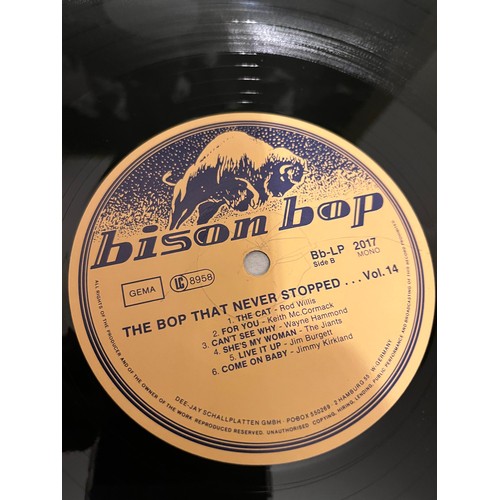 bison bop
Bb-LP 2017
Side B MONO
GEMA
LC 8958
THE BOP THAT NEVER STOPPED ... Vol. 14
1. THE CAT - Rod Willis
2. FOR YOU - Keith Mc Cormack
3. CAN'T SEE WHY - Wayne Hammond
4. SHE'S MY WOMAN - The Jiants
5. LIVE IT UP - Jim Burgett
6. COME ON BABY - Jimmy Kirkland
DEE-JAY SCHALLPLATTEN GMBH · POBOX 550269 · 2 HAMBURG 55 · W. GERMANY
ALL RIGHTS OF THE PRODUCER AND OF THE OWNER OF THE WORK REPRODUCED RESERVED. UNAUTHORISED COPYING, HIRING, LENDING, PUBLIC PERFORMANCE AND BROADCASTING OF THIS RECORD PROHIBITED